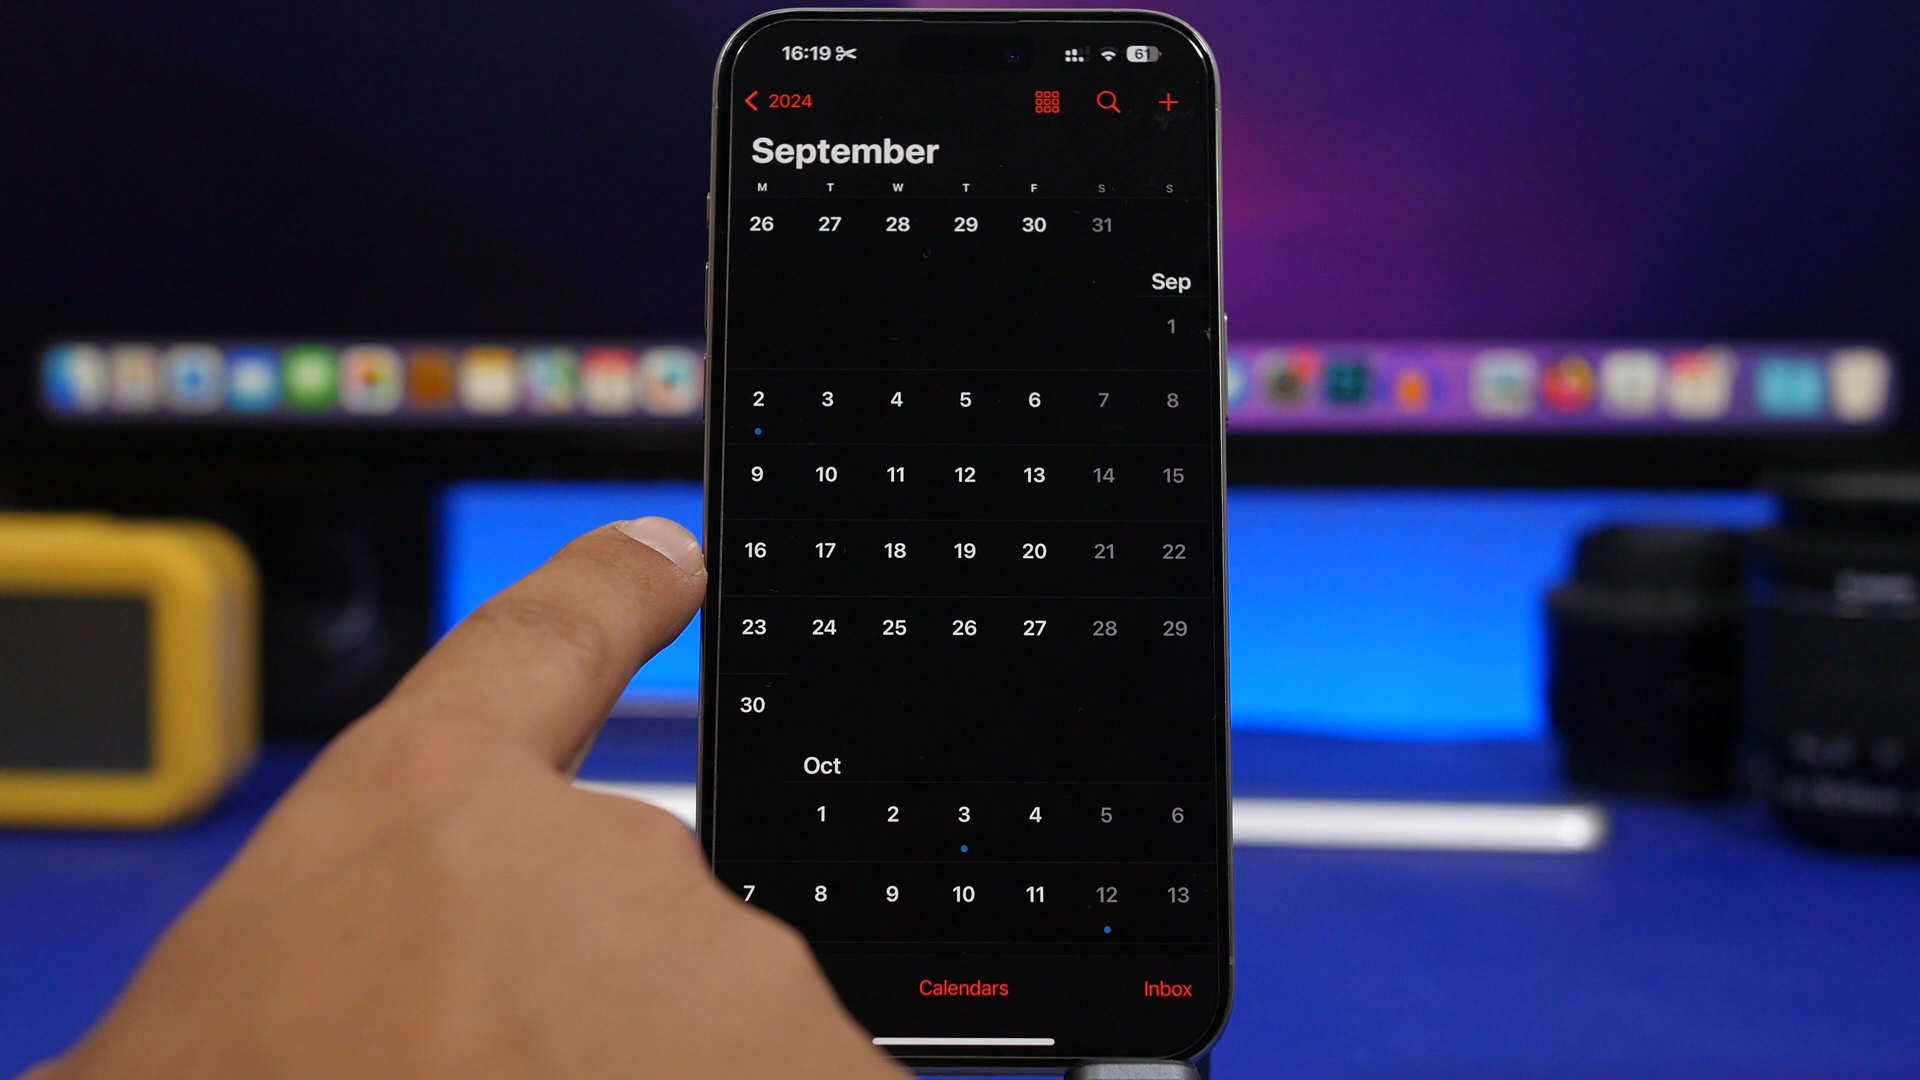 16:19 61
2024
September
M T W T F S S
26 27 28 29 30 31
Sep
1
2 3 4 5 6 7 8
9 10 11 12 13 14 15
16 17 18 19 20 21 22
23 24 25 26 27 28 29
30
Oct
1 2 3 4 5 6
7 8 9 10 11 12 13
Calendars Inbox